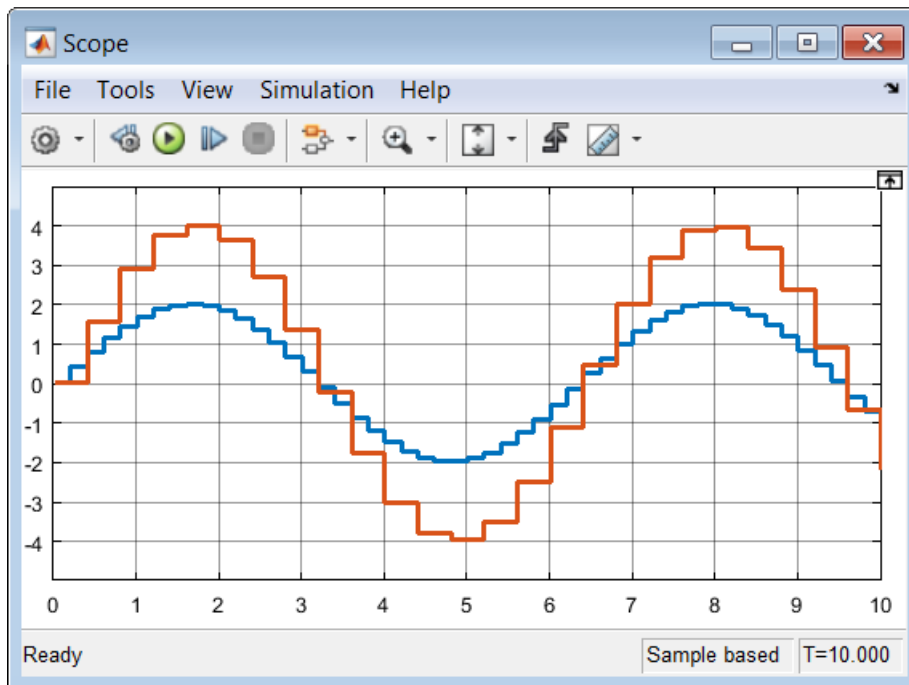 Scope
File Tools View Simulation Help
4
3
2
1
0
-1
-2
-3
-4
0 1 2 3 4 5 6 7 8 9 10
Ready Sample based T=10.000